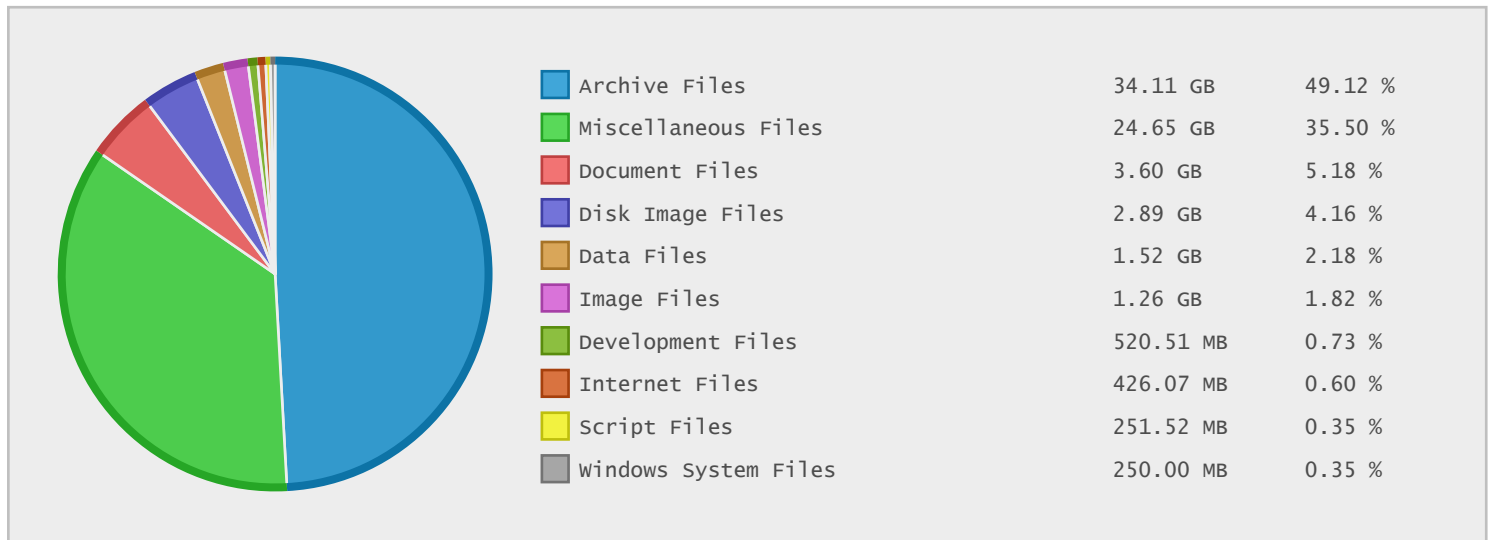 Archive Files 34.11 GB 49.12 %
Miscellaneous Files 24.65 GB 35.50 %
Document Files 3.60 GB 5.18 %
Disk Image Files 2.89 GB 4.16 %
Data Files 1.52 GB 2.18 %
Image Files 1.26 GB 1.82 %
Development Files 520.51 MB 0.73 %
Internet Files 426.07 MB 0.60 %
Script Files 251.52 MB 0.35 %
Windows System Files 250.00 MB 0.35 %